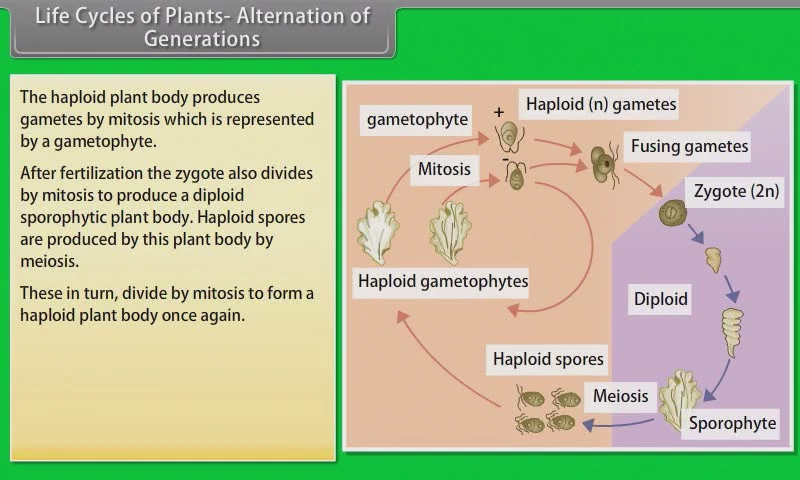 Life Cycles of Plants- Alternation of
Generations
The haploid plant body produces
gametes by mitosis which is represented
by a gametophyte.
After fertilization the zygote also divides
by mitosis to produce a diploid
sporophytic plant body. Haploid spores
are produced by this plant body by
meiosis.
These in turn, divide by mitosis to form a
haploid plant body once again.
gametophyte
+
Haploid (n) gametes
Mitosis
-
Fusing gametes
Zygote (2n)
Haploid gametophytes
Diploid
Haploid spores
Meiosis
Sporophyte